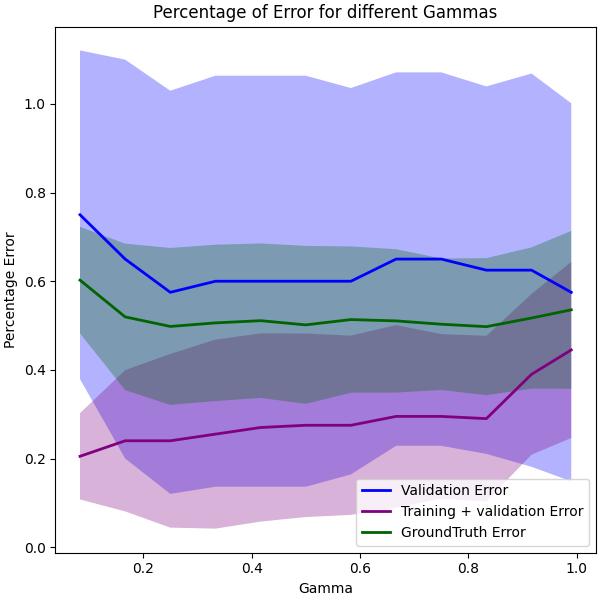 Percentage of Error for different Gammas
1.0
0.8
0.6
0.4
0.2
0.0
Percentage Error
0.2
0.4
0.6
0.8
1.0
Gamma
Validation Error
Training + validation Error
GroundTruth Error